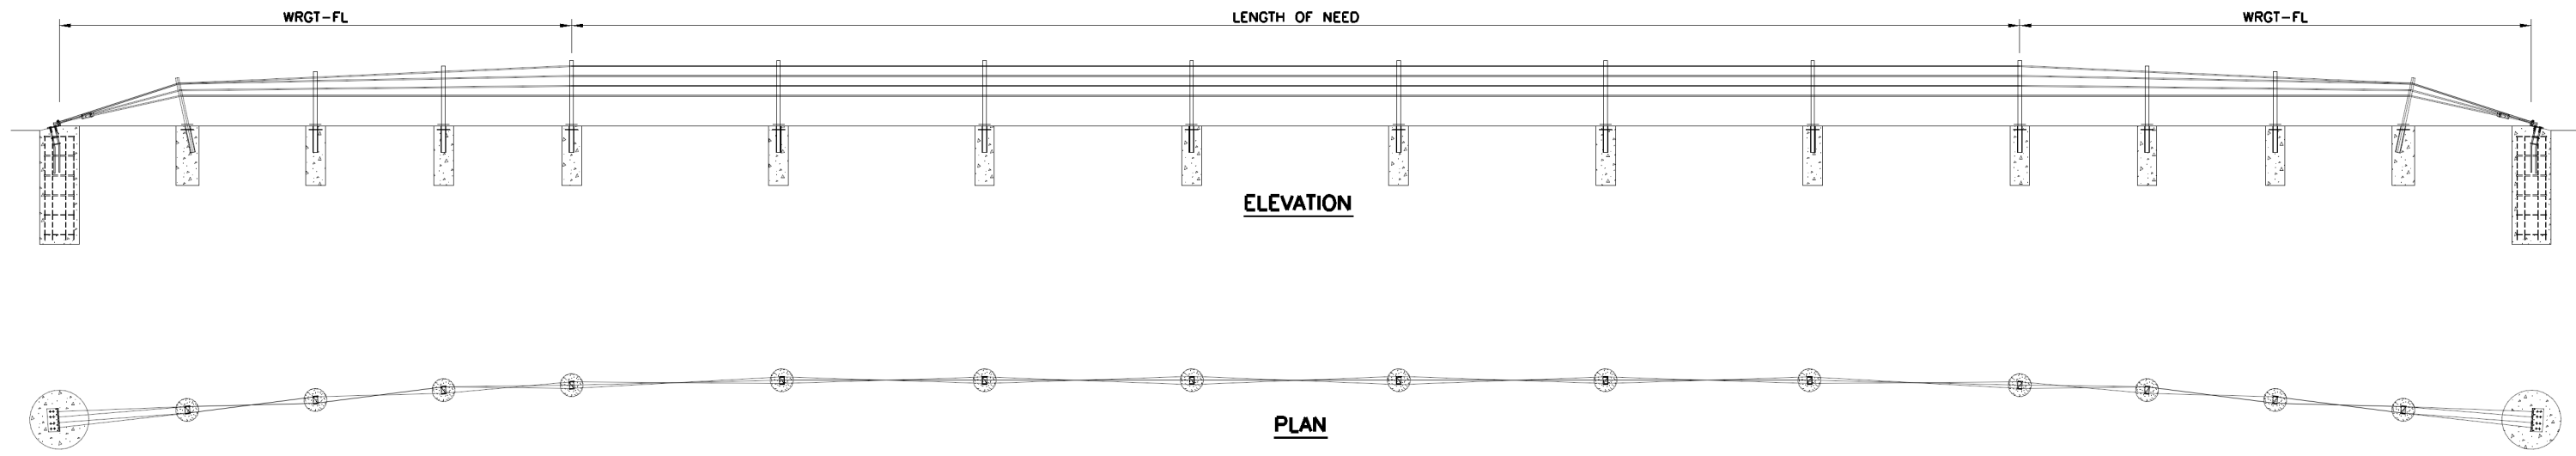 WRGT-FL
LENGTH OF NEED
WRGT-FL
ELEVATION
PLAN